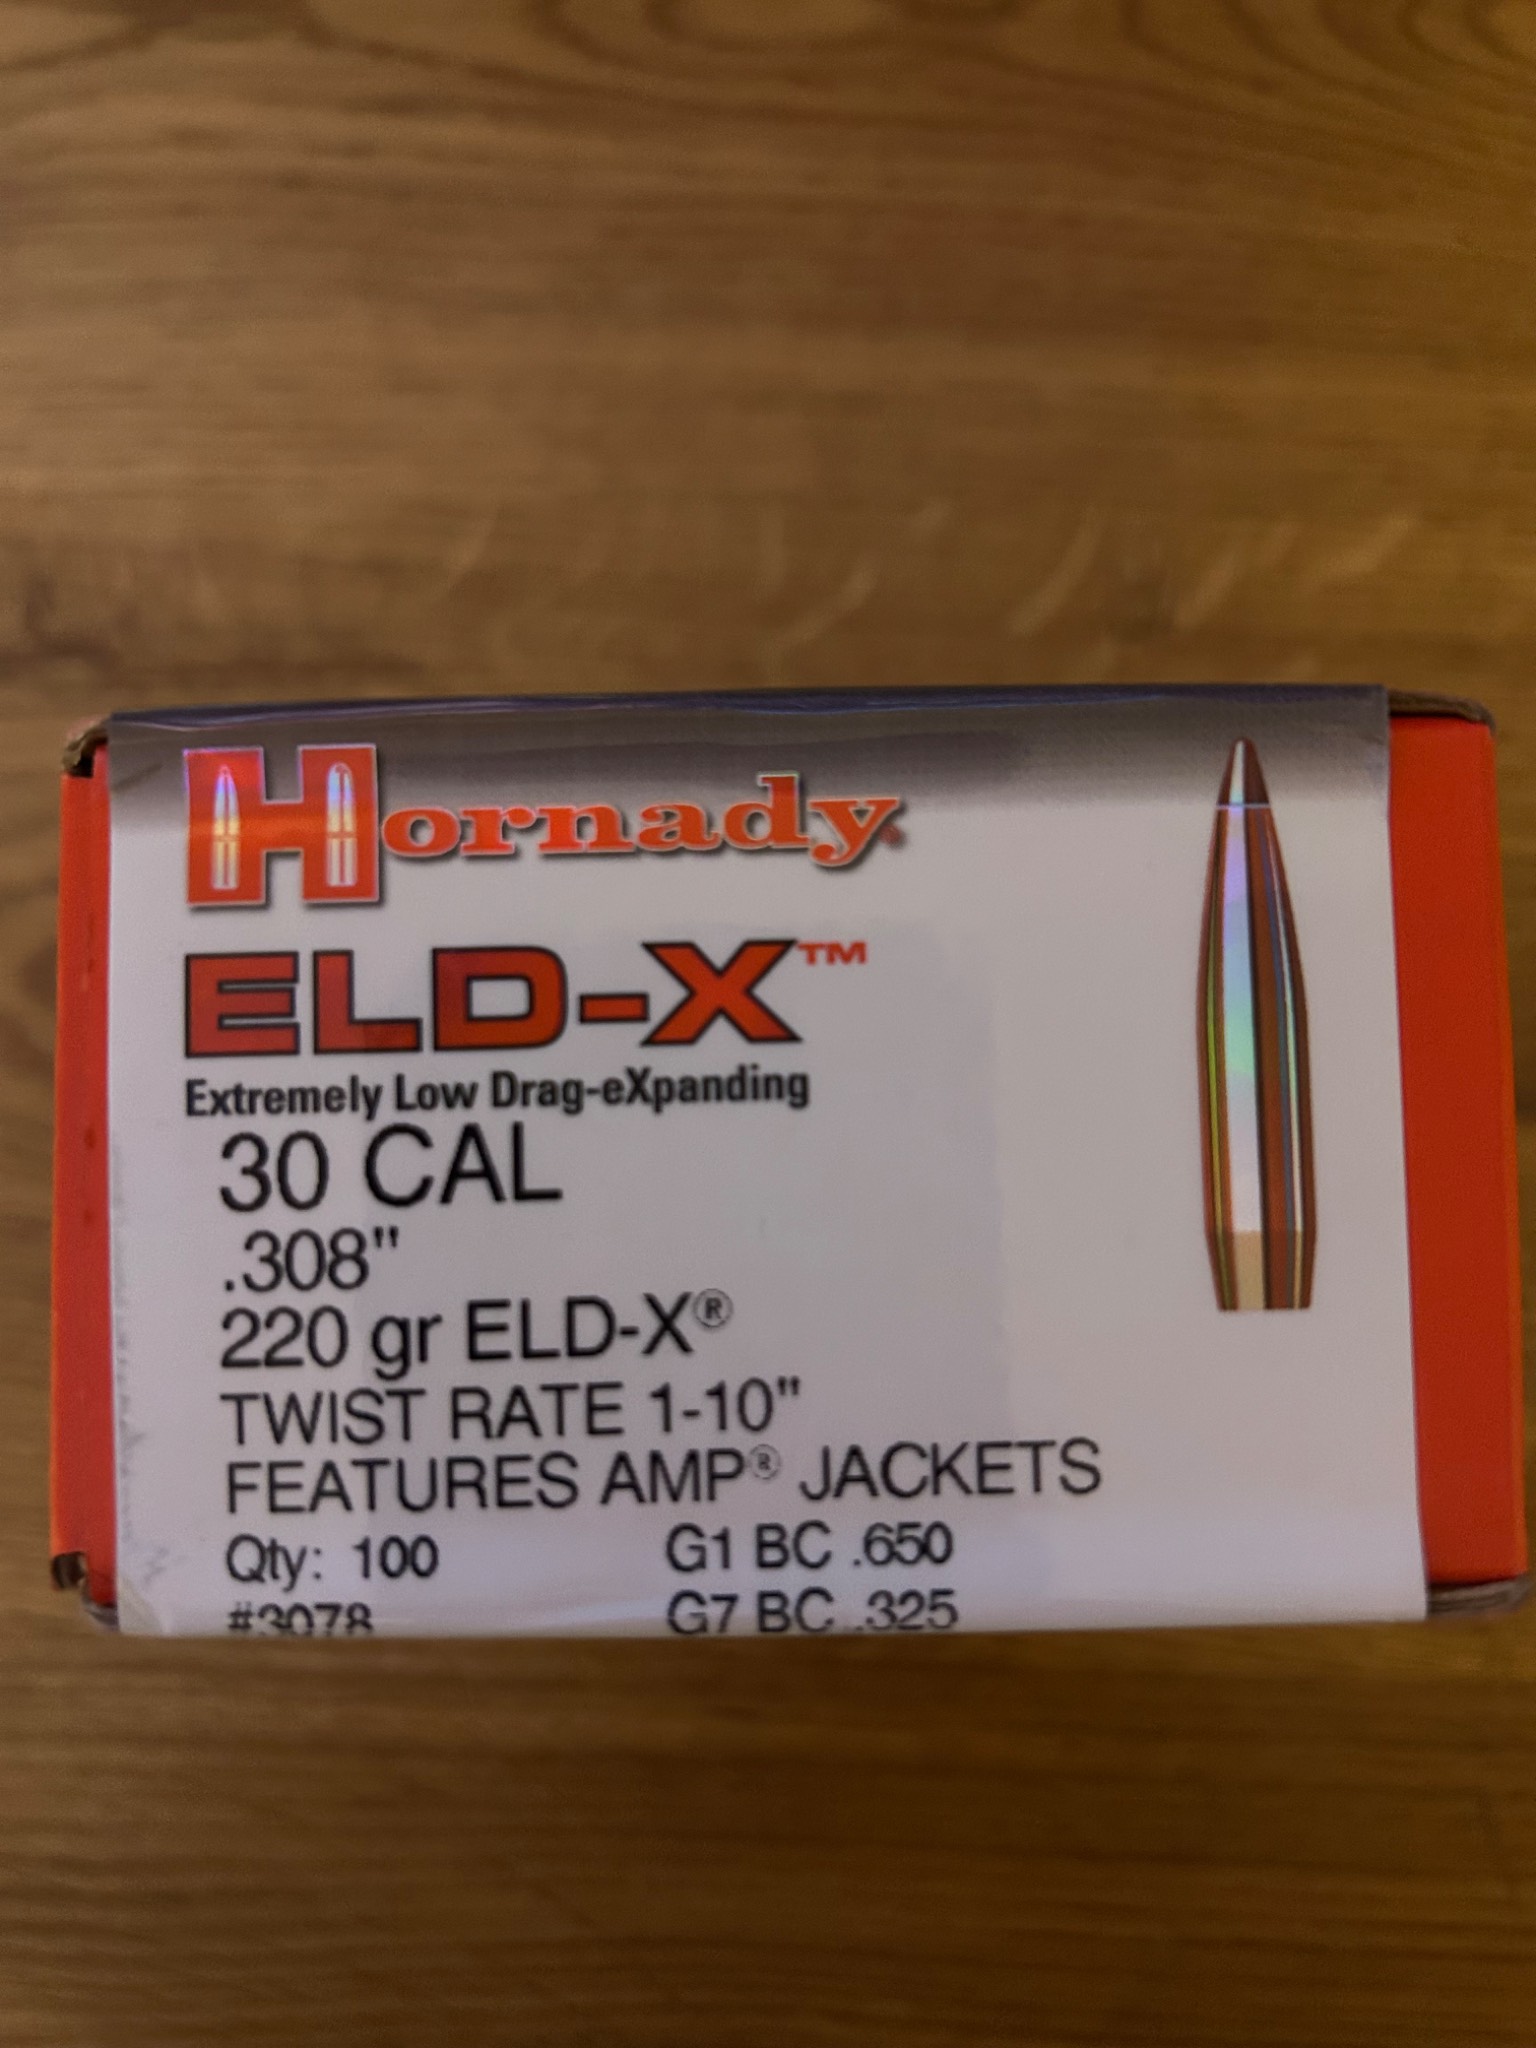 Hornady®
ELD-X™
Extremely Low Drag-eXpanding
30 CAL
.308"
220 gr ELD-X®
TWIST RATE 1-10"
FEATURES AMP® JACKETS
Qty: 100 G1 BC .650
#3078 G7 BC .325